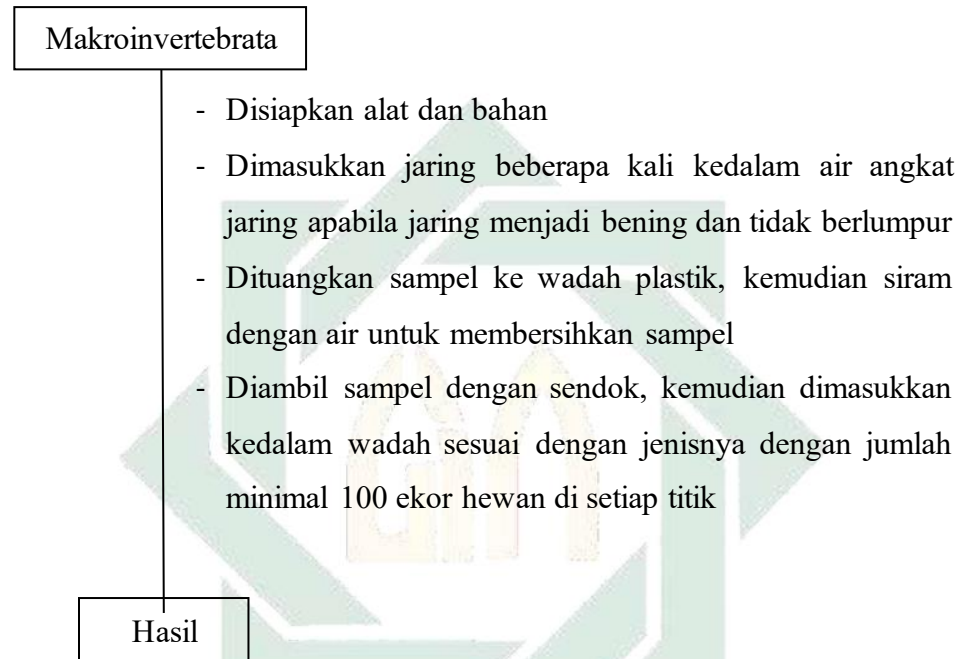 Makroinvertebrata
- Disiapkan alat dan bahan
- Dimasukkan jaring beberapa kali kedalam air angkat
jaring apabila jaring menjadi bening dan tidak berlumpur
- Dituangkan sampel ke wadah plastik, kemudian siram
dengan air untuk membersihkan sampel
- Diambil sampel dengan sendok, kemudian dimasukkan
kedalam wadah sesuai dengan jenisnya dengan jumlah
minimal 100 ekor hewan di setiap titik
Hasil